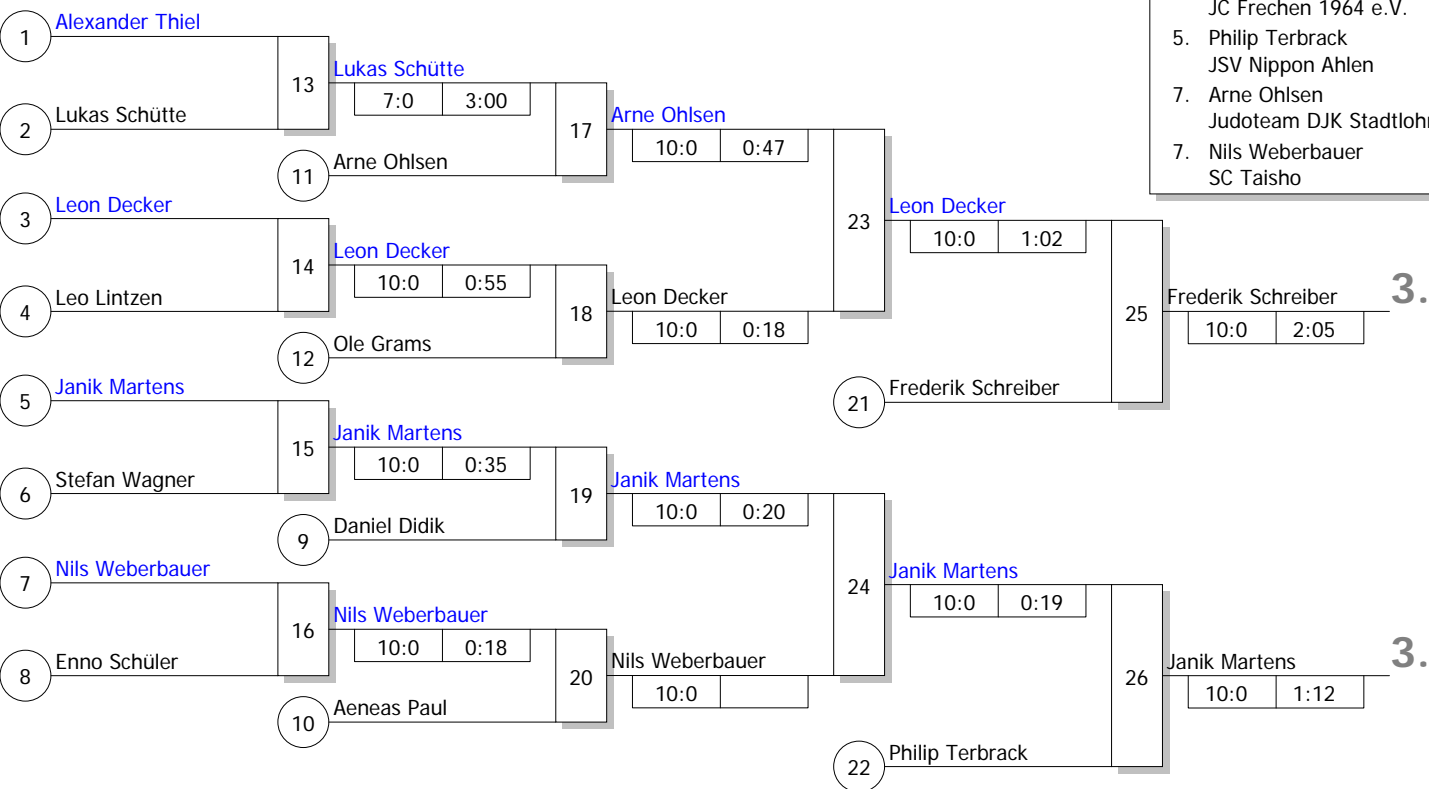 JC Frechen 1964 e.V.
5. Philip Terbrack
JSV Nippon Ahlen
7. Arne Ohlsen
Judoteam DJK Stadtloh
7. Nils Weberbauer
SC Taisho
1 Alexander Thiel
13
Lukas Schütte
7:0 3:00
2 Lukas Schütte
17
Arne Ohlsen
10:0 0:47
11 Arne Ohlsen
3 Leon Decker
23
Leon Decker
10:0 1:02
14
Leon Decker
10:0 0:55
4 Leo Lintzen
18
Leon Decker
10:0 0:18
12 Ole Grams
25
Frederik Schreiber 3.
10:0 2:05
5 Janik Martens
21 Frederik Schreiber
15
Janik Martens
10:0 0:35
6 Stefan Wagner
19
Janik Martens
10:0 0:20
9 Daniel Didik
7 Nils Weberbauer
24
Janik Martens
10:0 0:19
16
Nils Weberbauer
10:0 0:18
8 Enno Schüler
20
Nils Weberbauer
10:0
10 Aeneas Paul
26
Janik Martens 3.
10:0 1:12
22 Philip Terbrack